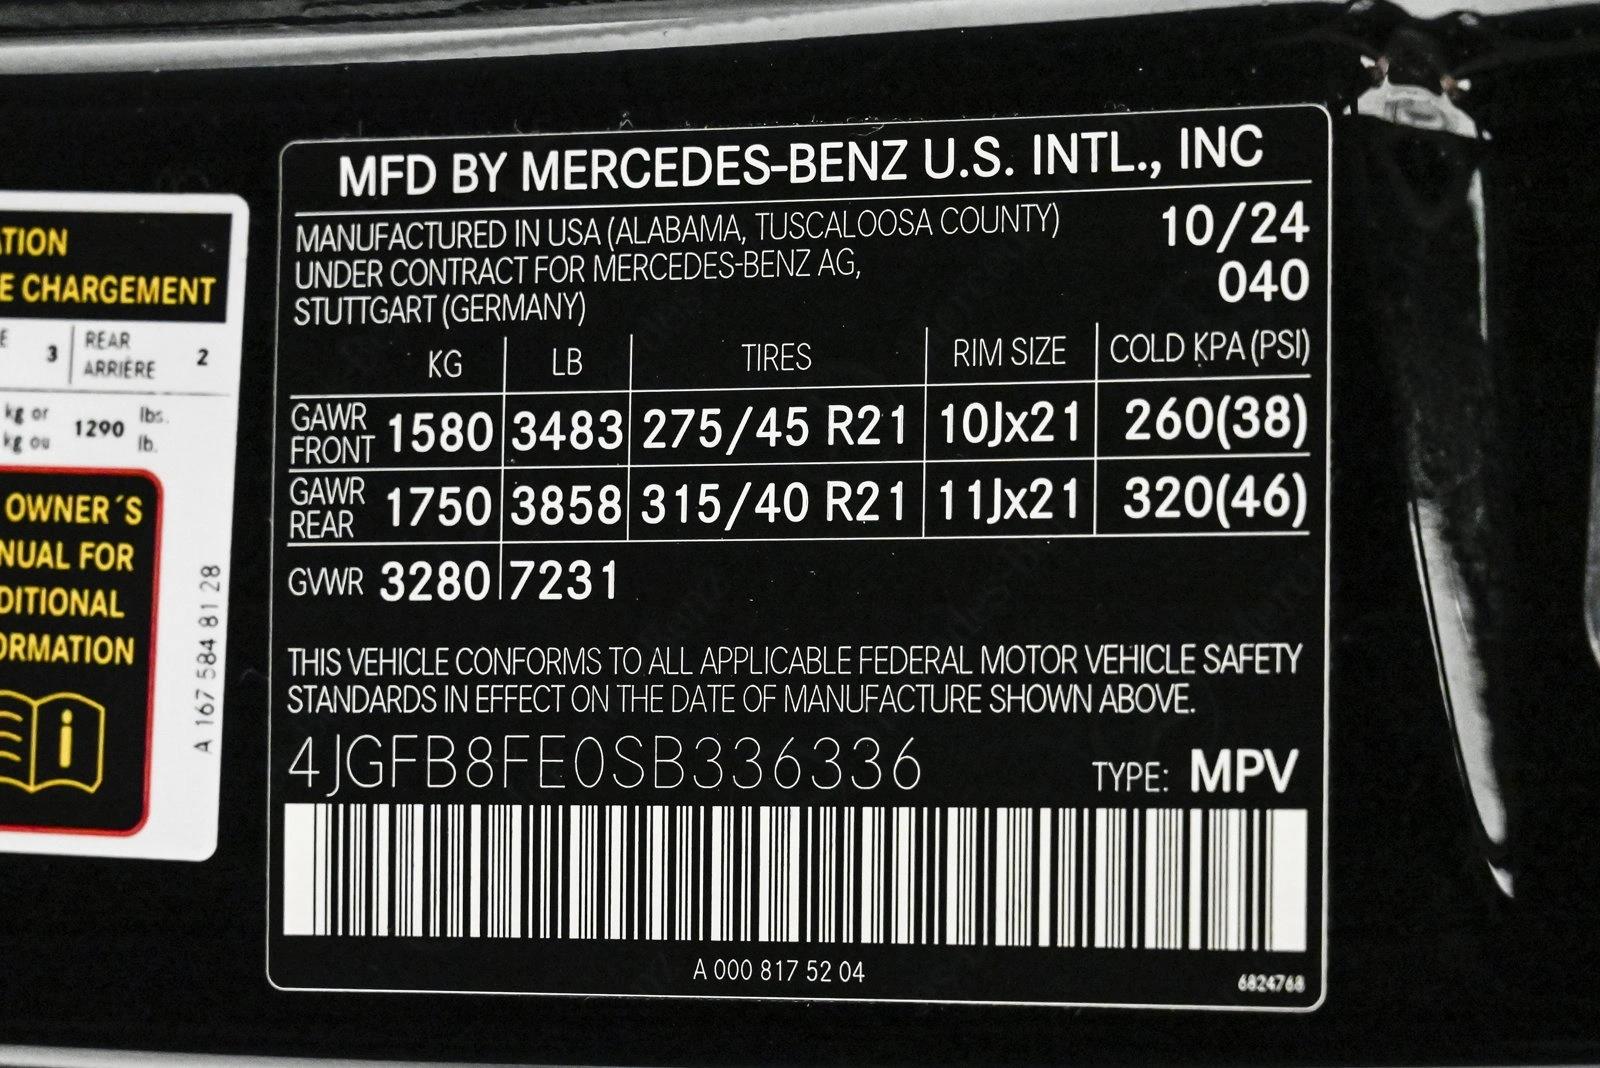 ATION
E CHARGEMENT
3 REAR ARRIÈRE 2
kg or
kg ou 1290 lbs.
lb.
OWNER´S
NUAL FOR
DITIONAL
ORMATION
i
A 167 584 81 28
MFD BY MERCEDES-BENZ U.S. INTL., INC
MANUFACTURED IN USA (ALABAMA, TUSCALOOSA COUNTY) 10/24
UNDER CONTRACT FOR MERCEDES-BENZ AG, 040
STUTTGART (GERMANY)
KG LB TIRES RIM SIZE COLD KPA (PSI)
GAWR FRONT 1580 3483 275/45 R21 10Jx21 260(38)
GAWR REAR 1750 3858 315/40 R21 11Jx21 320(46)
GVWR 3280 7231
THIS VEHICLE CONFORMS TO ALL APPLICABLE FEDERAL MOTOR VEHICLE SAFETY
STANDARDS IN EFFECT ON THE DATE OF MANUFACTURE SHOWN ABOVE.
4JGFB8FE0SB336336 TYPE: MPV
A 000 817 52 04
6824768